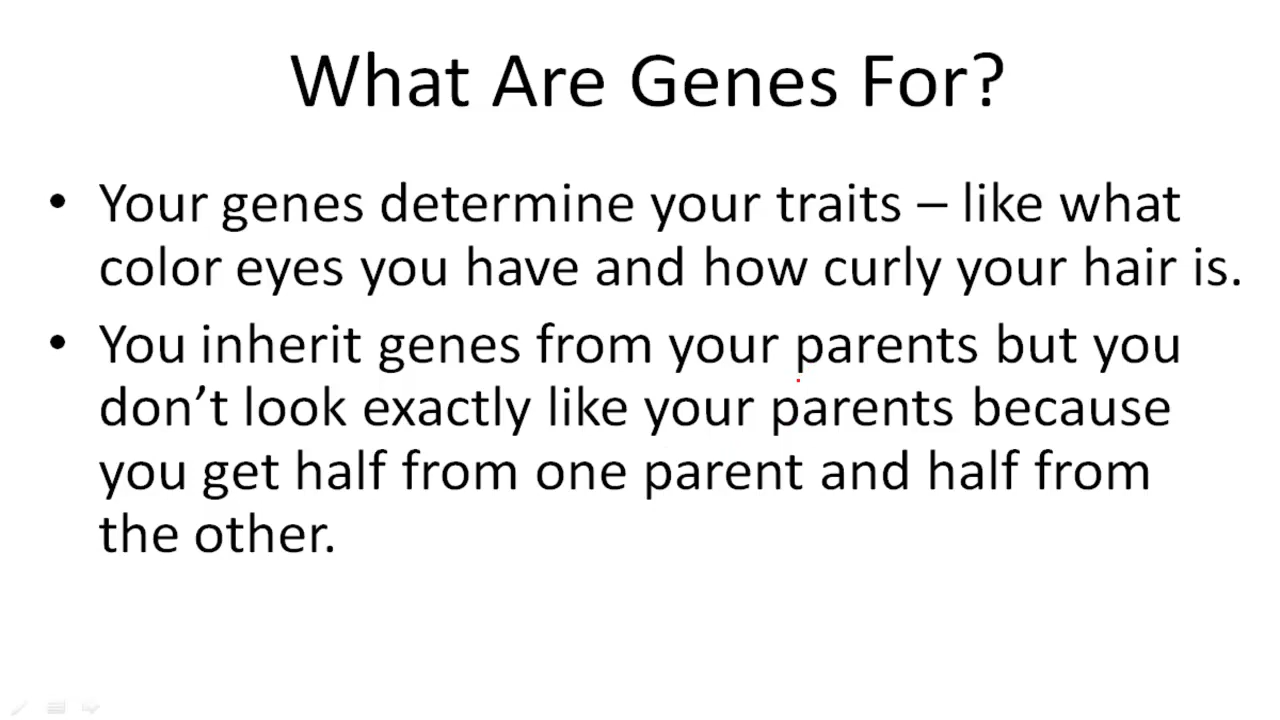 What Are Genes For?
• Your genes determine your traits – like what
color eyes you have and how curly your hair is.
• You inherit genes from your parents but you
don’t look exactly like your parents because
you get half from one parent and half from
the other.